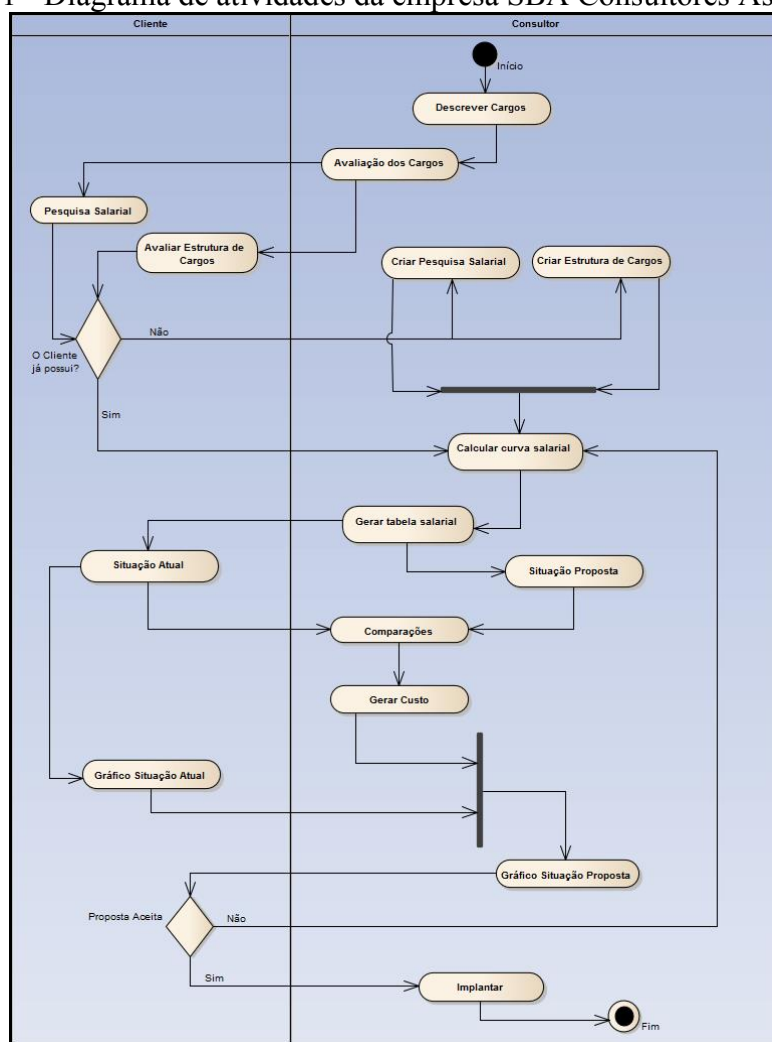 Diagrama de atividades da empresa SBA Consultores As
Cliente
Consultor
Início
Descrever Cargos
Avaliação dos Cargos
Pesquisa Salarial
Avaliar Estrutura de
Cargos
Criar Pesquisa Salarial
Criar Estrutura de Cargos
Não
O Cliente
já possui?
Sim
Calcular curva salarial
Gerar tabela salarial
Situação Atual
Situação Proposta
Comparações
Gerar Custo
Gráfico Situação Atual
Gráfico Situação Proposta
Proposta Aceita
Não
Sim
Implantar
Fim